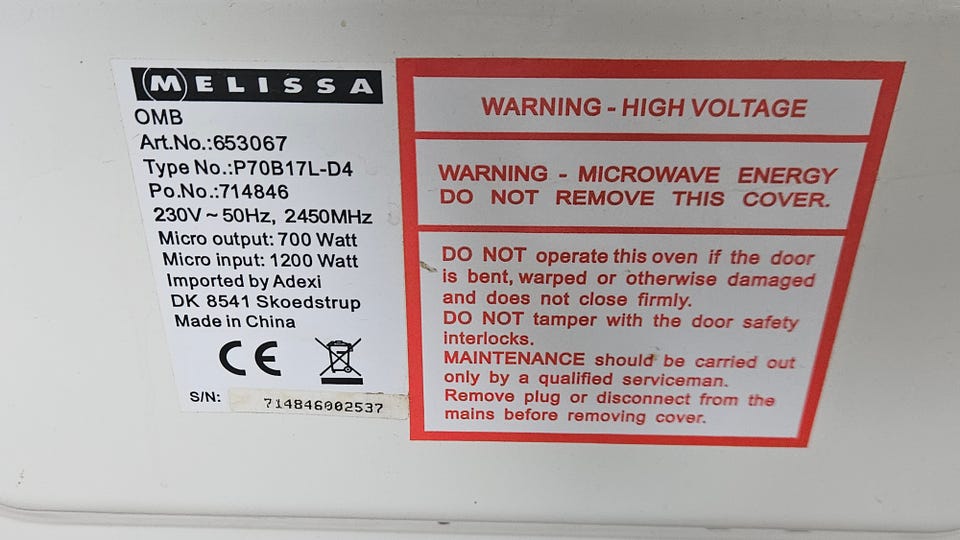 MELISSA
OMB
Art.No.:653067
Type No.:P70B17L-D4
Po.No.:714846
230V ~ 50Hz, 2450MHz
Micro output: 700 Watt
Micro input: 1200 Watt
Imported by Adexi
DK 8541 Skoedstrup
Made in China
CE
S/N: 714846002537
WARNING - HIGH VOLTAGE
WARNING - MICROWAVE ENERGY
DO NOT REMOVE THIS COVER.
DO NOT operate this oven if the door
is bent, warped or otherwise damaged
and does not close firmly.
DO NOT tamper with the door safety
interlocks.
MAINTENANCE should be carried out
only by a qualified serviceman.
Remove plug or disconnect from the
mains before removing cover.